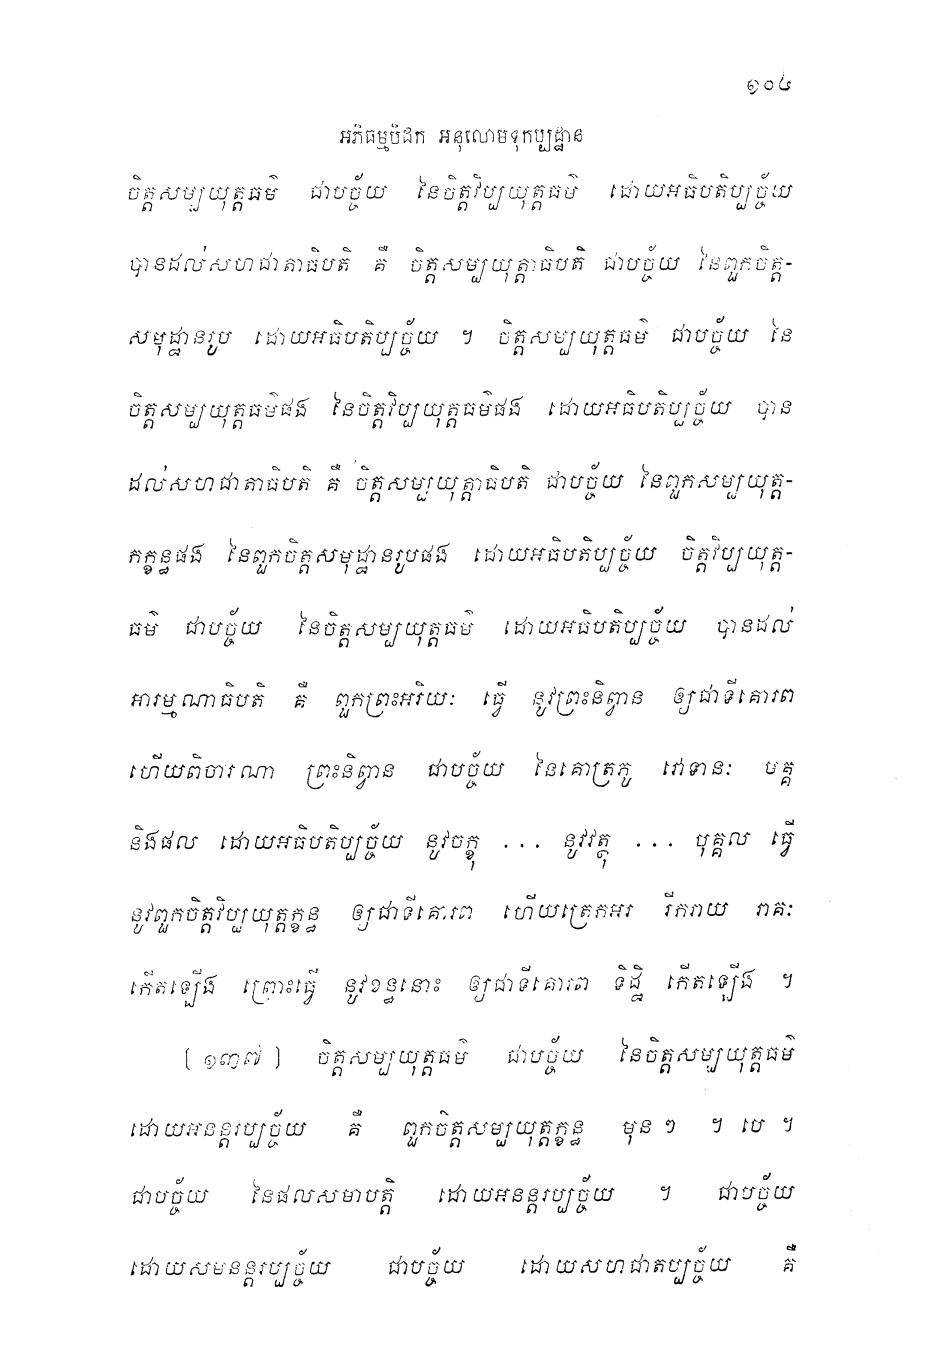 ១០៤
អភិធម្មបិដក អនុលោមទុកប្បដ្ឋាន
ចិត្តសម្បយុត្តធម៌ ជាបច្ច័យ នៃចិត្តវិប្បយុត្តធម៌ ដោយអធិបតិប្បច្ច័យ
បានដល់សហជាតាធិបតិ គឺ ចិត្តសម្បយុត្តាធិបតិ ជាបច្ច័យ នៃពួកចិត្ត-
សមុដ្ឋានរូប ដោយអធិបតិប្បច្ច័យ ។ ចិត្តសម្បយុត្តធម៌ ជាបច្ច័យ នៃ
ចិត្តសម្បយុត្តធម៌ផង នៃចិត្តវិប្បយុត្តធម៌ផង ដោយអធិបតិប្បច្ច័យ បាន
ដល់សហជាតាធិបតិ គឺ ចិត្តសម្បយុត្តាធិបតិ ជាបច្ច័យ នៃពួកសម្បយុត្ត-
កក្ខន្ធផង នៃពួកចិត្តសមុដ្ឋានរូបផង ដោយអធិបតិប្បច្ច័យ ចិត្តវិប្បយុត្ត-
ធម៌ ជាបច្ច័យ នៃចិត្តសម្បយុត្តធម៌ ដោយអធិបតិប្បច្ច័យ បានដល់
អារម្មណាធិបតិ គឺ ពួកព្រះអរិយៈ ធ្វើ នូវព្រះនិព្វាន ឲ្យជាទីគោរព
ហើយពិចារណា ព្រះនិព្វាន ជាបច្ច័យ នៃគោត្រភូ វោទានៈ មគ្គ
និងផល ដោយអធិបតិប្បច្ច័យ នូវចក្ខុ ... នូវវត្ថុ ... បុគ្គល ធ្វើ
នូវពួកចិត្តវិប្បយុត្តក្ខន្ធ ឲ្យជាទីគោរព ហើយត្រេកអរ រីករាយ រាគៈ
កើតឡើង ព្រោះធ្វើ នូវខន្ធនោះ ឲ្យជាទីគោរព ទិដ្ឋិ កើតឡើង ។
(១៣៧) ចិត្តសម្បយុត្តធម៌ ជាបច្ច័យ នៃចិត្តសម្បយុត្តធម៌
ដោយអនន្តរប្បច្ច័យ គឺ ពួកចិត្តសម្បយុត្តក្ខន្ធ មុន ៗ ។ បេ ។
ជាបច្ច័យ នៃផលសមាបត្តិ ដោយអនន្តរប្បច្ច័យ ។ ជាបច្ច័យ
ដោយសមនន្តរប្បច្ច័យ ជាបច្ច័យ ដោយសហជាតប្បច្ច័យ គឺ